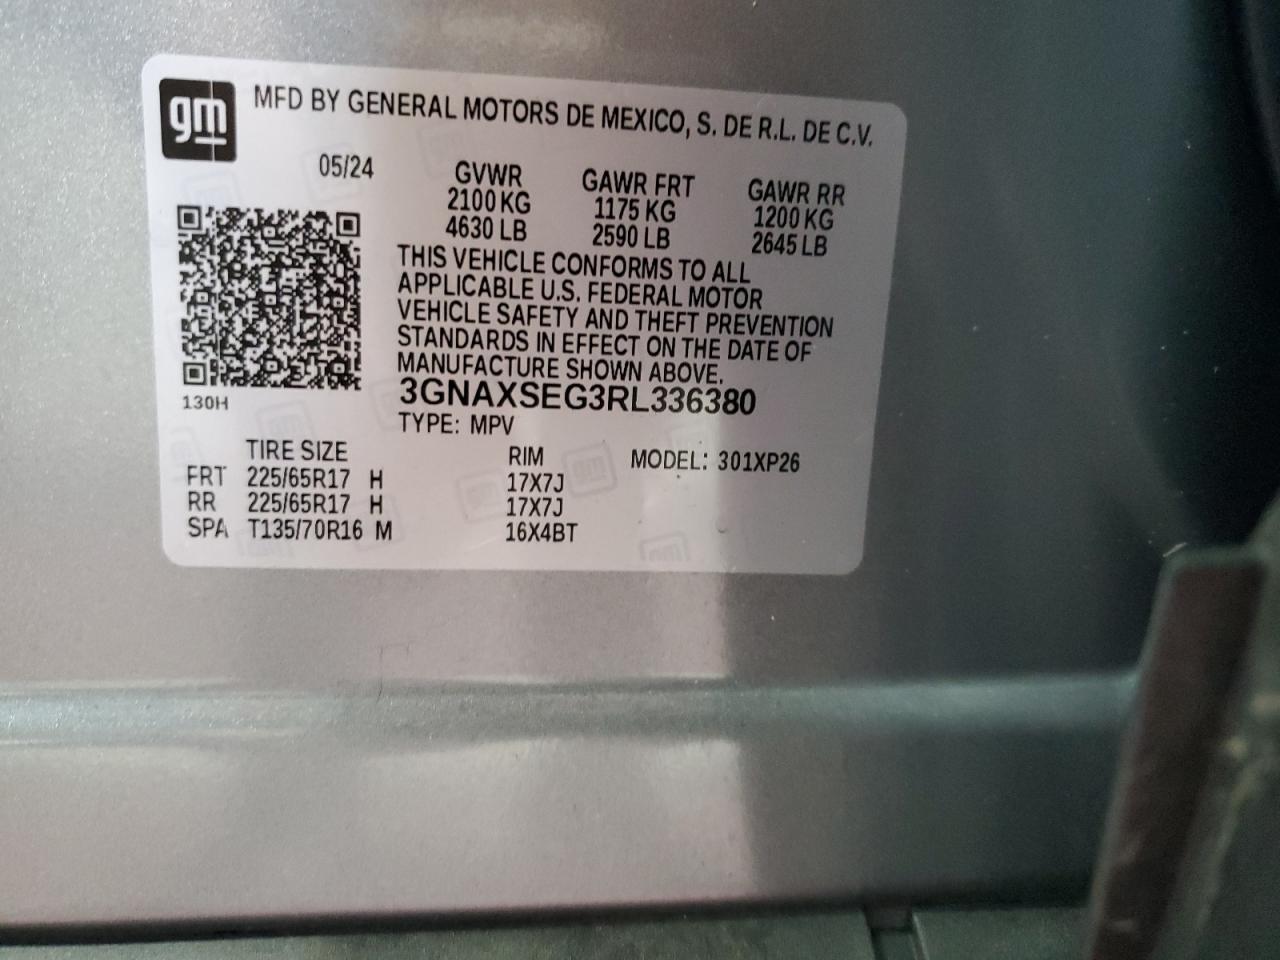 gm
MFD BY GENERAL MOTORS DE MEXICO, S. DE R.L. DE C.V.
05/24
GVWR GAWR FRT GAWR RR
2100 KG 1175 KG 1200 KG
4630 LB 2590 LB 2645 LB
THIS VEHICLE CONFORMS TO ALL
APPLICABLE U.S. FEDERAL MOTOR
VEHICLE SAFETY AND THEFT PREVENTION
STANDARDS IN EFFECT ON THE DATE OF
MANUFACTURE SHOWN ABOVE.
130H
3GNAXSEG3RL336380
TYPE: MPV
TIRE SIZE RIM MODEL: 301XP26
FRT 225/65R17 H 17X7J
RR 225/65R17 H 17X7J
SPA T135/70R16 M 16X4BT